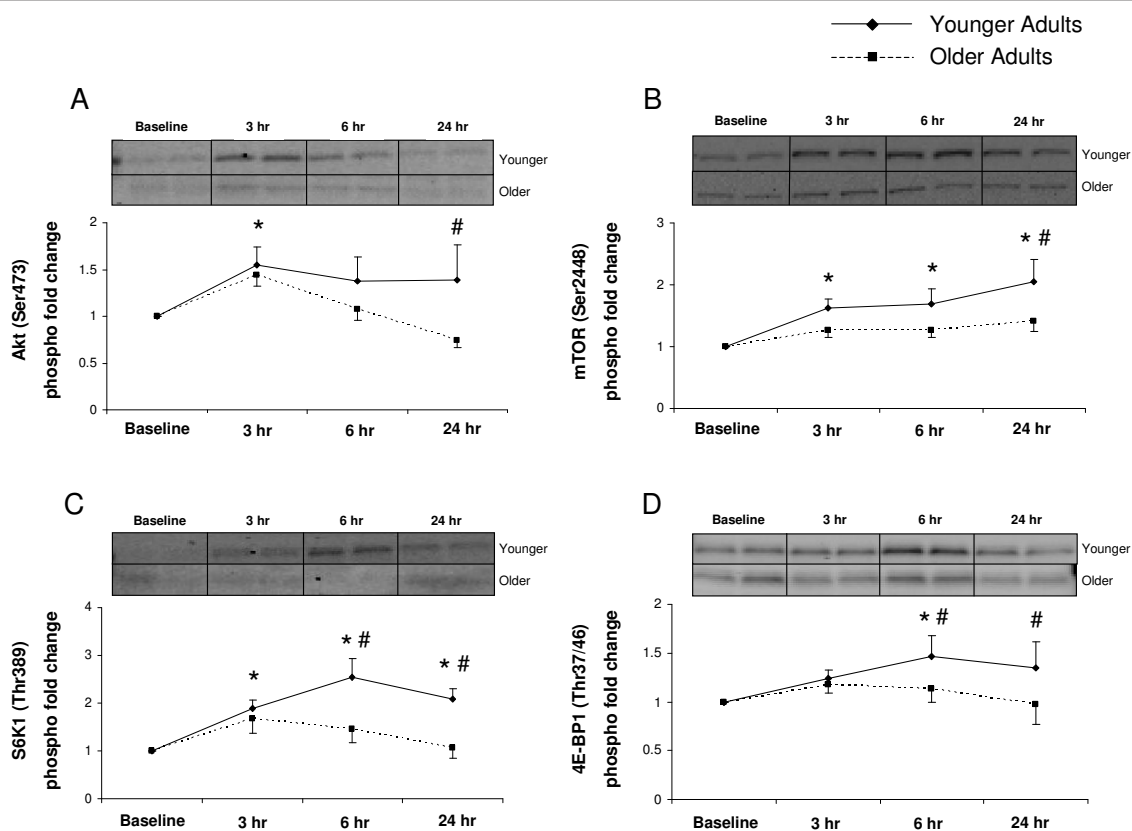 Younger Adults
Older Adults
A
Baseline 3 hr 6 hr 24 hr
Younger
Older
Akt (Ser473)
phospho fold change
2
1.5
1
0.5
0
*
#
Baseline 3 hr 6 hr 24 hr
B
Baseline 3 hr 6 hr 24 hr
Younger
Older
mTOR (Ser2448)
phospho fold change
3
2
1
0
*
*
* #
Baseline 3 hr 6 hr 24 hr
C
Baseline 3 hr 6 hr 24 hr
Younger
Older
S6K1 (Thr389)
phospho fold change
4
3
2
1
0
*
* #
* #
Baseline 3 hr 6 hr 24 hr
D
Baseline 3 hr 6 hr 24 hr
Younger
Older
4E-BP1 (Thr37/46)
phospho fold change
2
1.5
1
0.5
0
* #
#
Baseline 3 hr 6 hr 24 hr